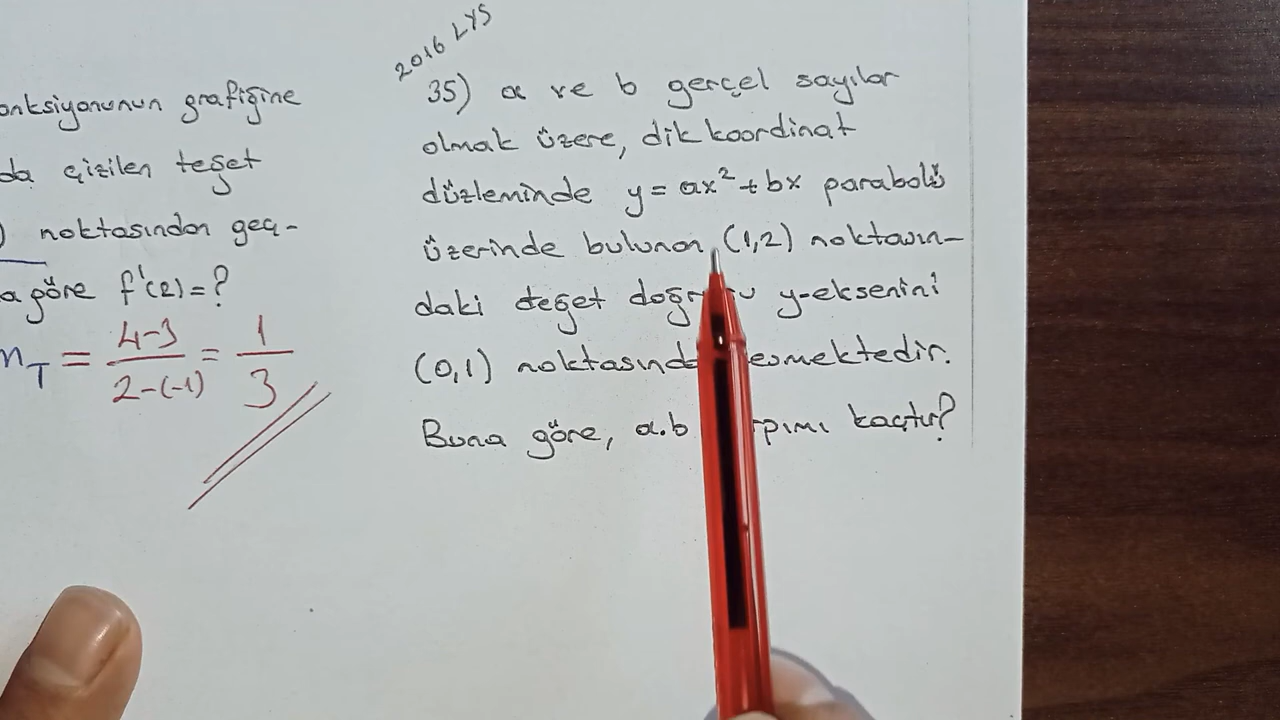 onksiyonunun grafiğine
da çizilen teğet
) noktasından geç-
a göre f'(2)=?
m_T = 4-3 / 2-(-1) = 1 / 3
2016 LYS
35) a ve b gerçel sayılar
olmak üzere, dik koordinat
düzleminde y=ax²+bx parabolü
üzerinde bulunan (1,2) noktasın-
daki teğet doğrusu y-eksenini
(0,1) noktasında kesmektedir.
Buna göre, a.b çarpımı kaçtır?